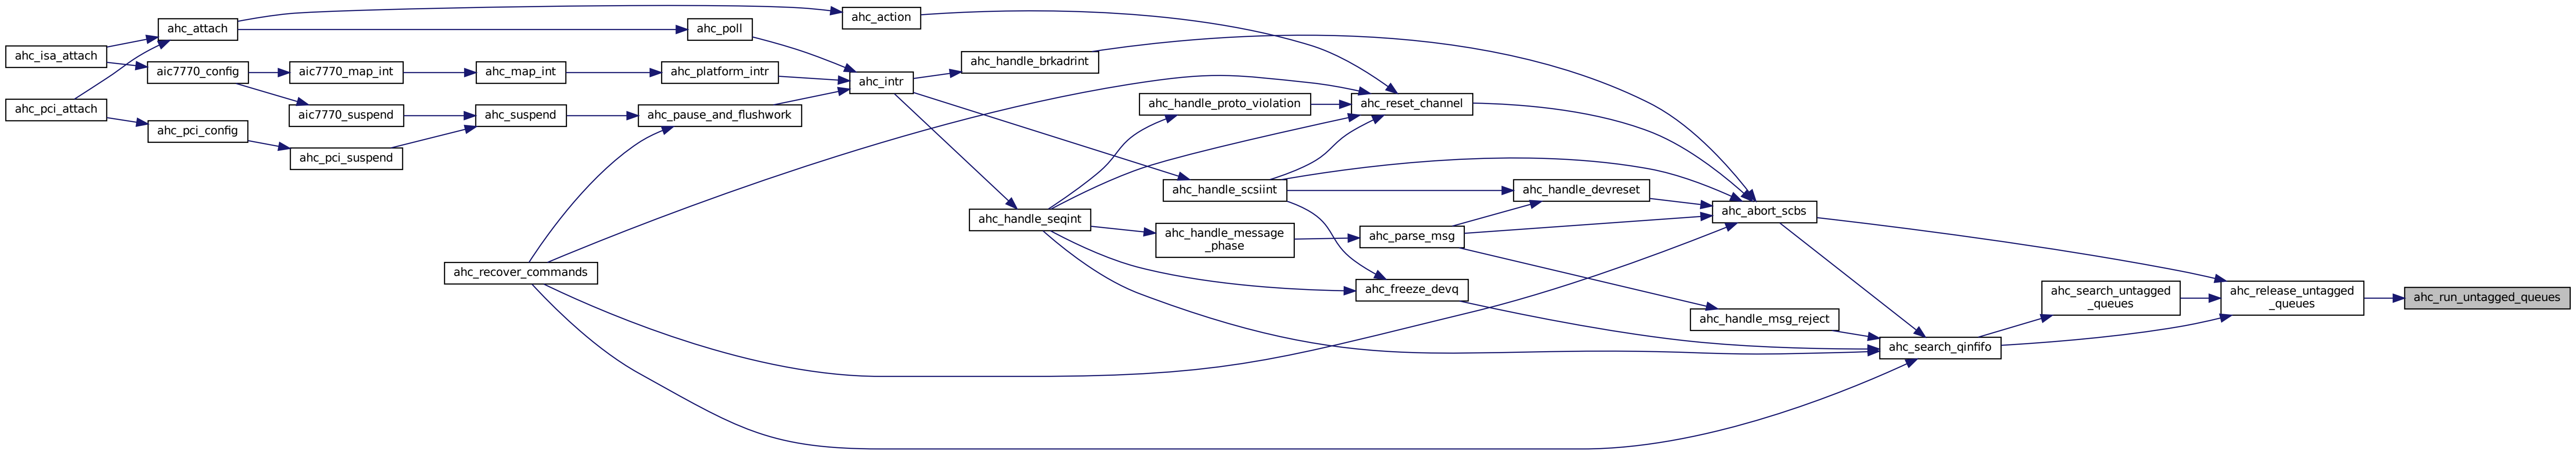 ahc_isa_attach
ahc_pci_attach
ahc_attach
aic7770_config
ahc_pci_config
aic7770_map_int
aic7770_suspend
ahc_pci_suspend
ahc_recover_commands
ahc_map_int
ahc_suspend
ahc_poll
ahc_platform_intr
ahc_pause_and_flushwork
ahc_action
ahc_intr
ahc_handle_brkadrint
ahc_handle_seqint
ahc_handle_proto_violation
ahc_handle_scsiint
ahc_handle_message
_phase
ahc_reset_channel
ahc_parse_msg
ahc_freeze_devq
ahc_handle_devreset
ahc_handle_msg_reject
ahc_abort_scbs
ahc_search_qinfifo
ahc_search_untagged
_queues
ahc_release_untagged
_queues
ahc_run_untagged_queues